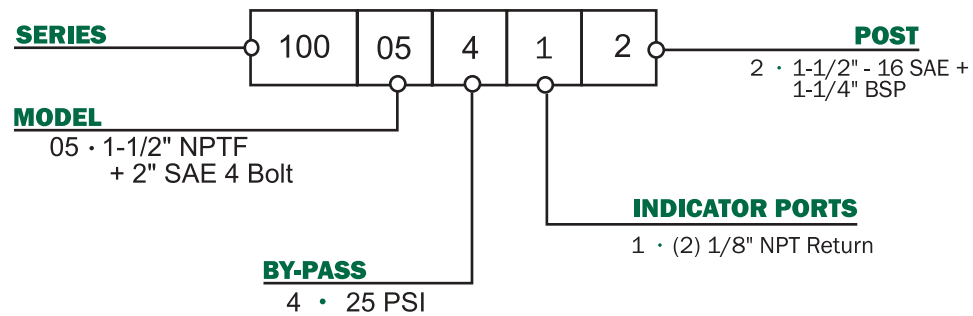 SERIES
100 05 4 1 2
POST
2 · 1-1/2" - 16 SAE +
1-1/4" BSP
MODEL
05 · 1-1/2" NPTF
+ 2" SAE 4 Bolt
INDICATOR PORTS
1 · (2) 1/8" NPT Return
BY-PASS
4 · 25 PSI